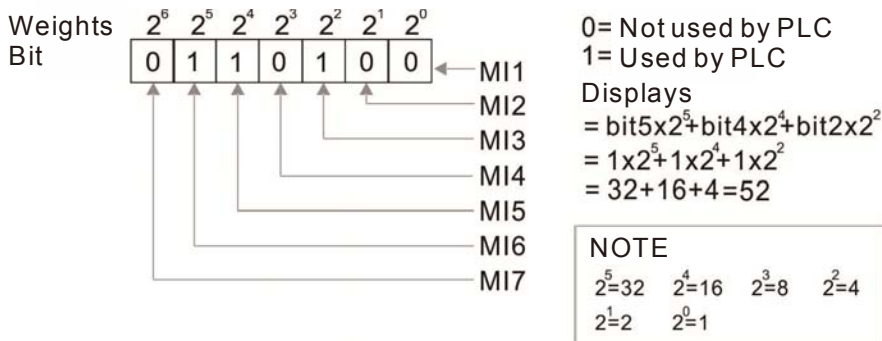 Weights 2⁶ 2⁵ 2⁴ 2³ 2² 2¹ 2⁰
Bit 0 1 1 0 1 0 0
MI1
MI2
MI3
MI4
MI5
MI6
MI7
0= Not used by PLC
1= Used by PLC
Displays
= bit5x2⁵+bit4x2⁴+bit2x2²
= 1x2⁵+1x2⁴+1x2²
= 32+16+4=52
NOTE
2⁵=32 2⁴=16 2³=8 2²=4
2¹=2 2⁰=1